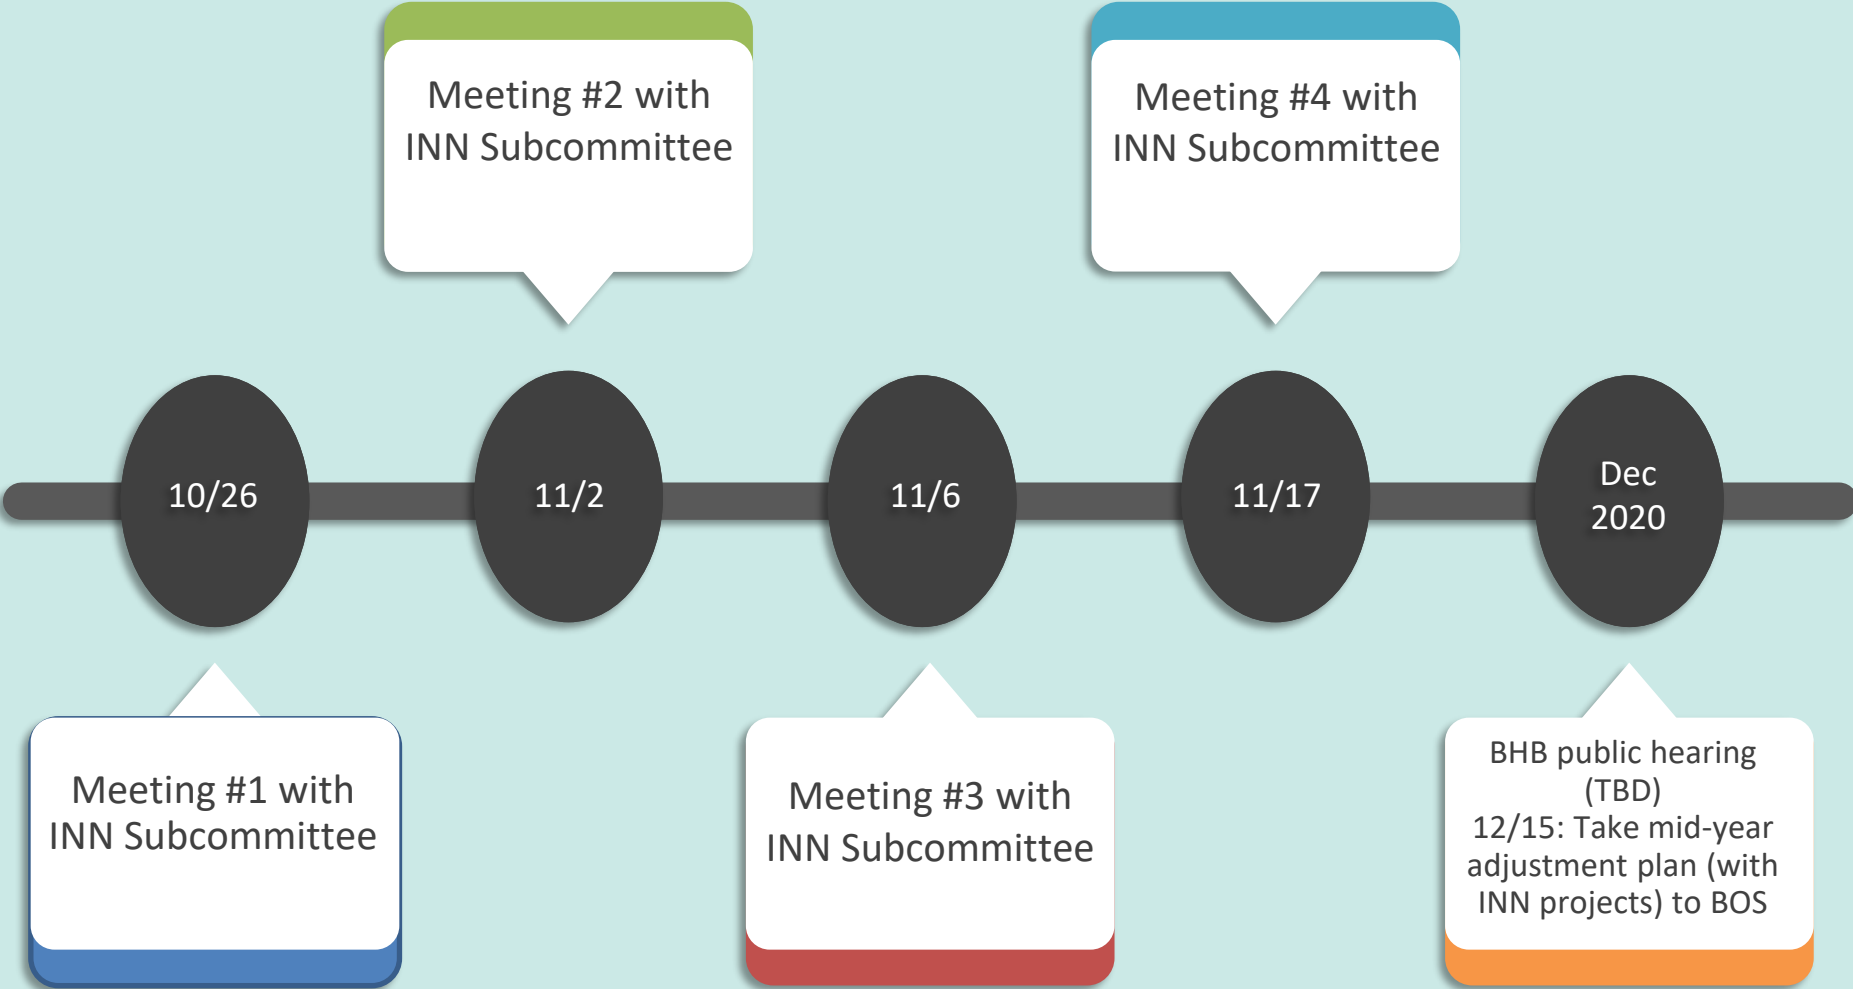 Meeting #2 with
INN Subcommittee
Meeting #4 with
INN Subcommittee
10/26
11/2
11/6
11/17
Dec
2020
Meeting #1 with
INN Subcommittee
Meeting #3 with
INN Subcommittee
BHB public hearing
(TBD)
12/15: Take mid-year
adjustment plan (with
INN projects) to BOS